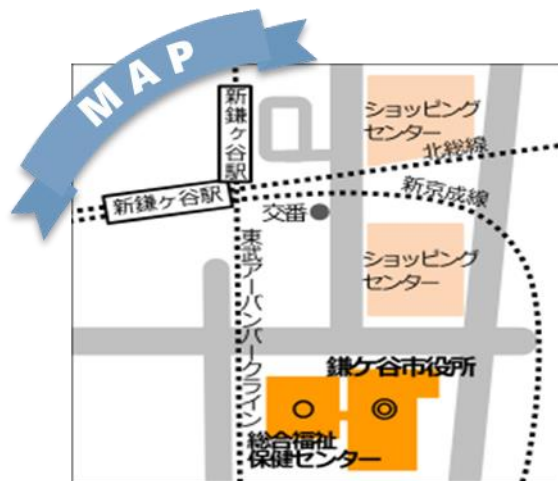 MAP
新鎌ヶ谷駅
新鎌ヶ谷駅
ショッピング
センター
北総線
新京成線
交番
ショッピング
センター
東武アーバンパークライン
鎌ケ谷市役所
総合福祉
保健センター